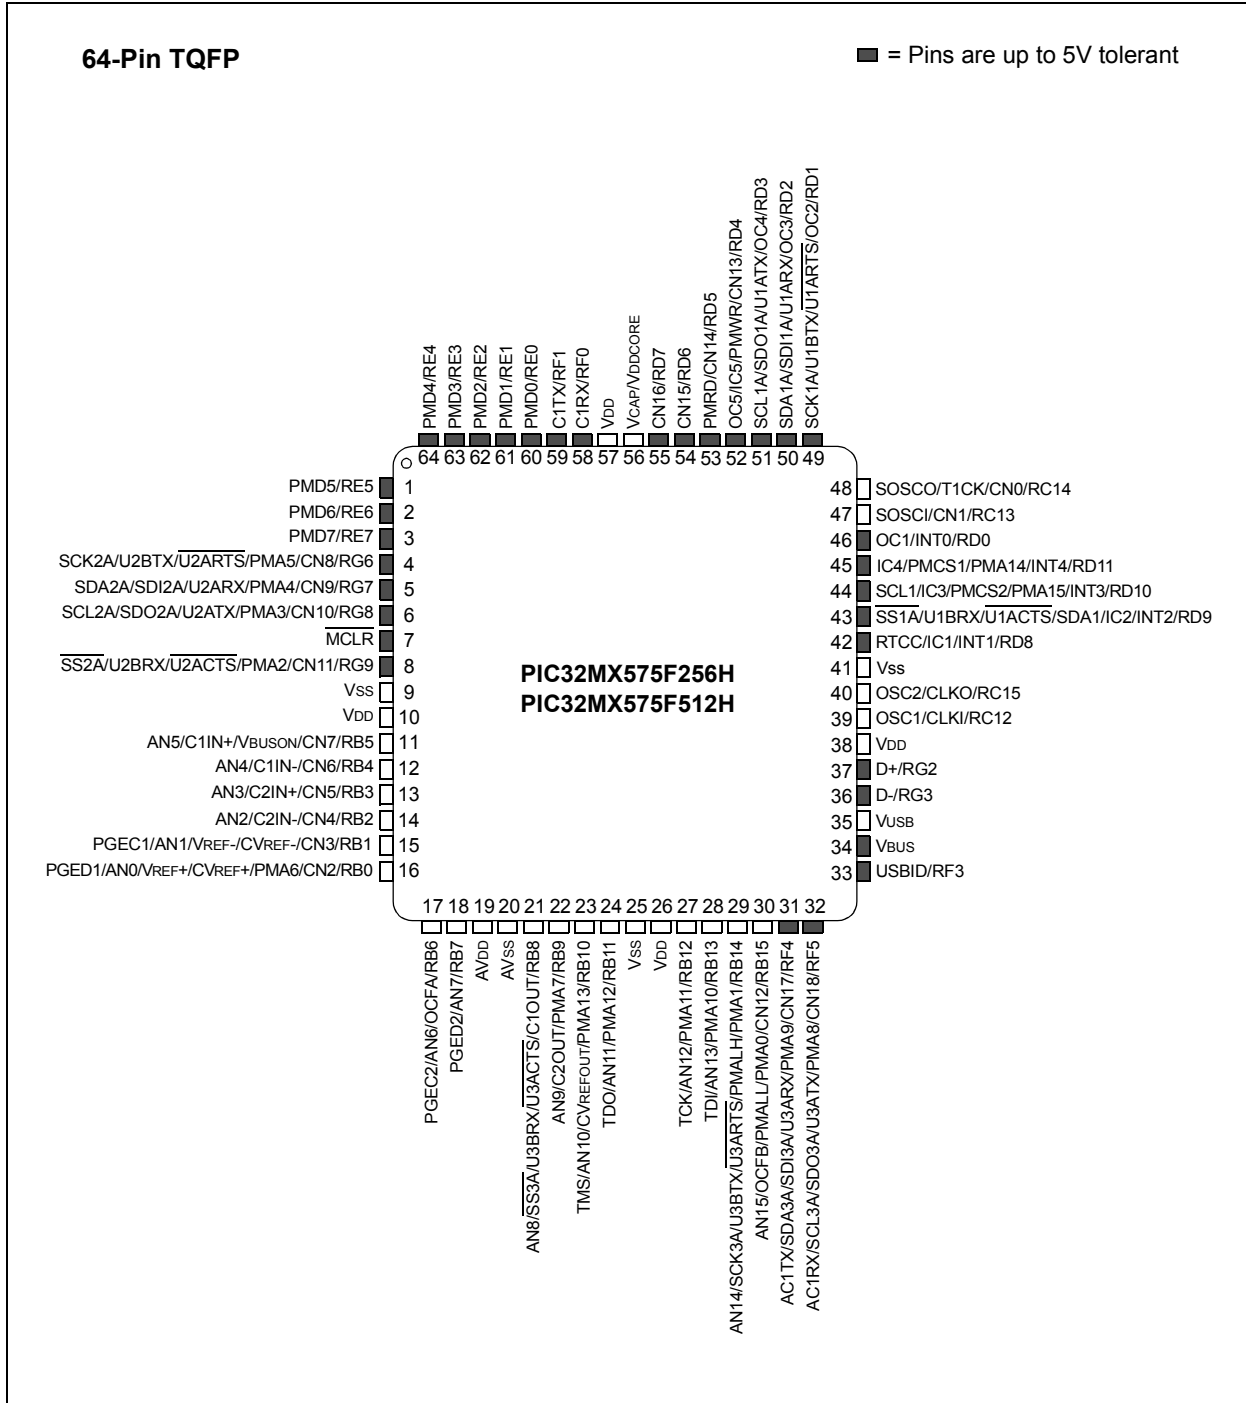 64-Pin TQFP
= Pins are up to 5V tolerant
PMD4/RE4
PMD3/RE3
PMD2/RE2
PMD1/RE1
PMD0/RE0
C1TX/RF1
C1RX/RF0
VDD
VCAP/VDDCORE
CN16/RD7
CN15/RD6
PMRD/CN14/RD5
OC5/IC5/PMWR/CN13/RD4
SCL1A/SDO1A/U1ATX/OC4/RD3
SDA1A/SDI1A/U1ARX/OC3/RD2
SCK1A/U1BTX/U1ARTS/OC2/RD1
64 63 62 61 60 59 58 57 56 55 54 53 52 51 50 49
PMD5/RE5 1
PMD6/RE6 2
PMD7/RE7 3
SCK2A/U2BTX/U2ARTS/PMA5/CN8/RG6 4
SDA2A/SDI2A/U2ARX/PMA4/CN9/RG7 5
SCL2A/SDO2A/U2ATX/PMA3/CN10/RG8 6
MCLR 7
SS2A/U2BRX/U2ACTS/PMA2/CN11/RG9 8
VSS 9
VDD 10
AN5/C1IN+/VBUSON/CN7/RB5 11
AN4/C1IN-/CN6/RB4 12
AN3/C2IN+/CN5/RB3 13
AN2/C2IN-/CN4/RB2 14
PGEC1/AN1/VREF-/CVREF-/CN3/RB1 15
PGED1/AN0/VREF+/CVREF+/PMA6/CN2/RB0 16
PIC32MX575F256H
PIC32MX575F512H
48 SOSCO/T1CK/CN0/RC14
47 SOSCI/CN1/RC13
46 OC1/INT0/RD0
45 IC4/PMCS1/PMA14/INT4/RD11
44 SCL1/IC3/PMCS2/PMA15/INT3/RD10
43 SS1A/U1BRX/U1ACTS/SDA1/IC2/INT2/RD9
42 RTCC/IC1/INT1/RD8
41 Vss
40 OSC2/CLKO/RC15
39 OSC1/CLKI/RC12
38 VDD
37 D+/RG2
36 D-/RG3
35 VUSB
34 VBUS
33 USBID/RF3
17 18 19 20 21 22 23 24 25 26 27 28 29 30 31 32
PGEC2/AN6/OCFA/RB6
PGED2/AN7/RB7
AVDD
AVSS
AN8/SS3A/U3BRX/U3ACTS/C1OUT/RB8
AN9/C2OUT/PMA7/RB9
TMS/AN10/CVREFOUT/PMA13/RB10
TDO/AN11/PMA12/RB11
VSS
VDD
TCK/AN12/PMA11/RB12
TDI/AN13/PMA10/RB13
AN14/SCK3A/U3BTX/U3ARTS/PMALH/PMA1/RB14
AN15/OCFB/PMALL/PMA0/CN12/RB15
AC1TX/SDA3A/SDI3A/U3ARX/PMA9/CN17/RF4
AC1RX/SCL3A/SDO3A/U3ATX/PMA8/CN18/RF5